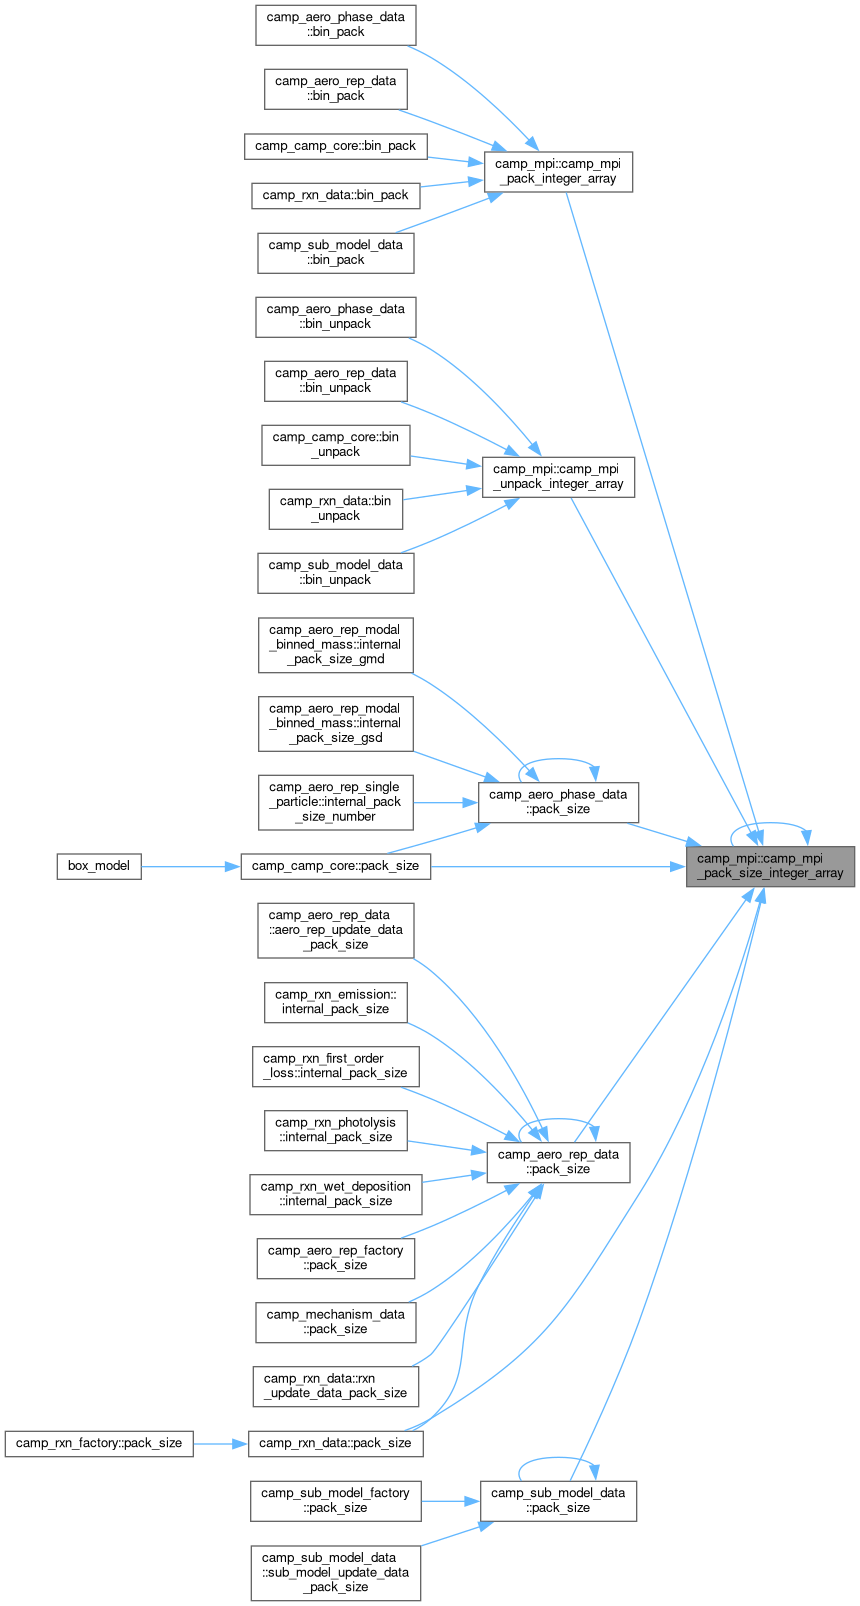 camp_aero_phase_data
::bin_pack
camp_aero_rep_data
::bin_pack
camp_camp_core::bin_pack
camp_rxn_data::bin_pack
camp_sub_model_data
::bin_pack
camp_mpi::camp_mpi
_pack_integer_array
camp_aero_phase_data
::bin_unpack
camp_aero_rep_data
::bin_unpack
camp_camp_core::bin
_unpack
camp_rxn_data::bin
_unpack
camp_sub_model_data
::bin_unpack
camp_mpi::camp_mpi
_unpack_integer_array
camp_aero_rep_modal
_binned_mass::internal
_pack_size_gmd
camp_aero_rep_modal
_binned_mass::internal
_pack_size_gsd
camp_aero_rep_single
_particle::internal_pack
_size_number
camp_aero_phase_data
::pack_size
box_model
camp_camp_core::pack_size
camp_mpi::camp_mpi
_pack_size_integer_array
camp_aero_rep_data
::aero_rep_update_data
_pack_size
camp_rxn_emission::
internal_pack_size
camp_rxn_first_order
_loss::internal_pack_size
camp_rxn_photolysis
::internal_pack_size
camp_rxn_wet_deposition
::internal_pack_size
camp_aero_rep_data
::pack_size
camp_aero_rep_factory
::pack_size
camp_mechanism_data
::pack_size
camp_rxn_data::rxn
_update_data_pack_size
camp_rxn_factory::pack_size
camp_rxn_data::pack_size
camp_sub_model_factory
::pack_size
camp_sub_model_data
::pack_size
camp_sub_model_data
::sub_model_update_data
_pack_size